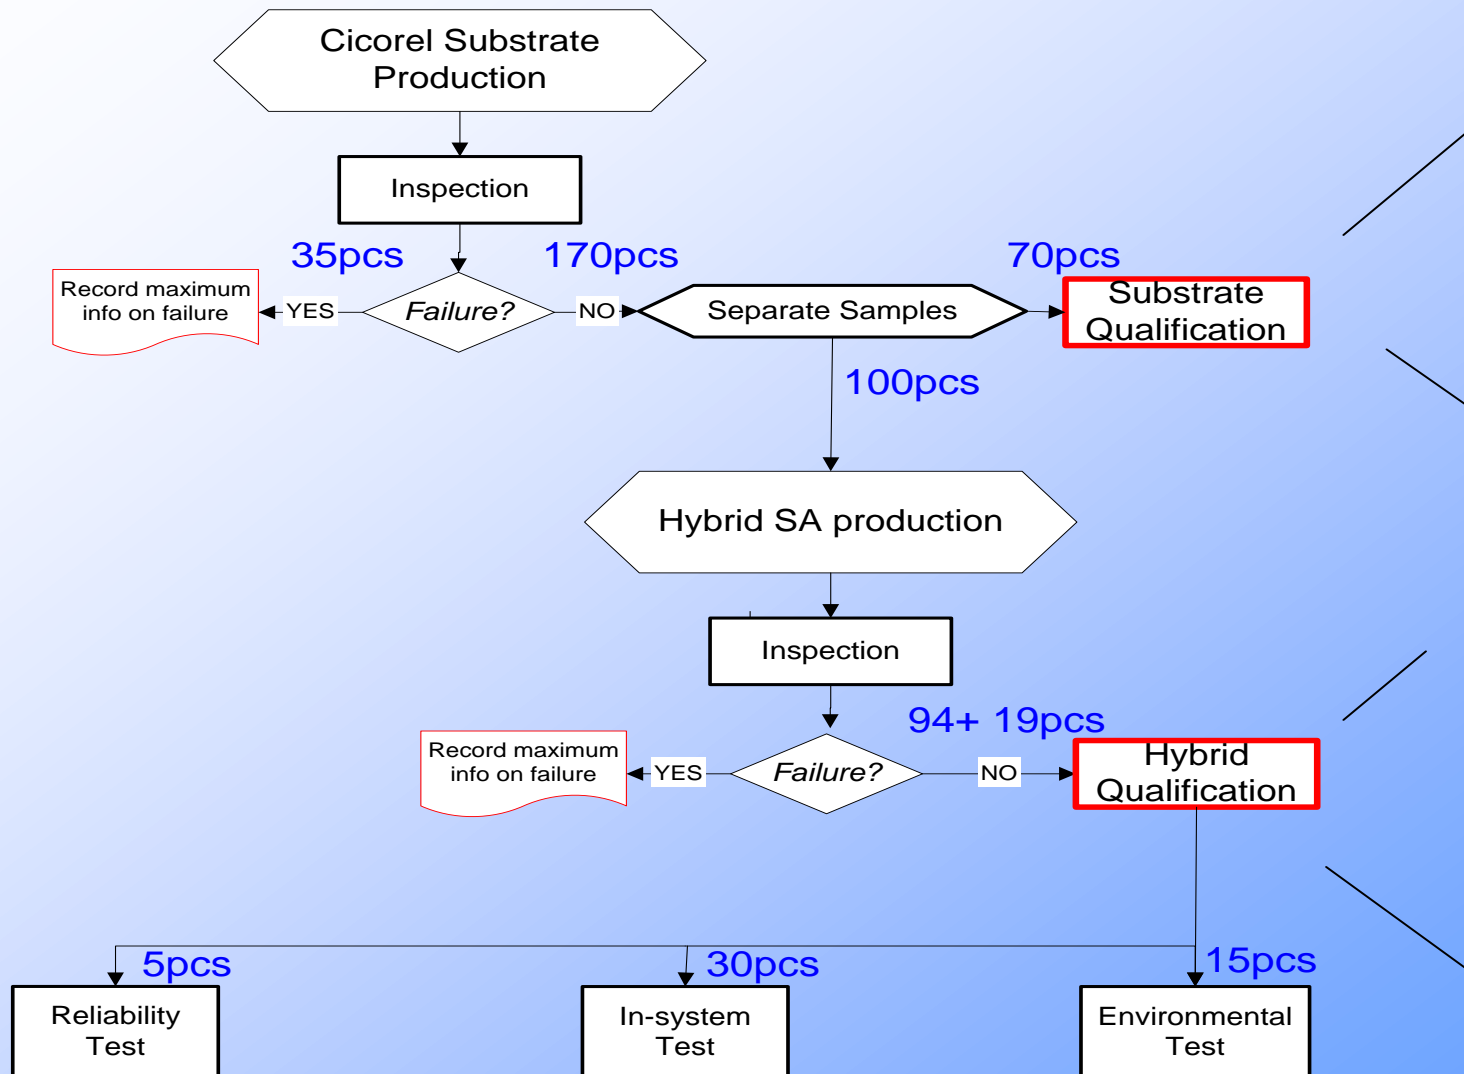 Cicorel Substrate
Production
Inspection
35pcs
170pcs
70pcs
Record maximum
info on failure
YES
Failure?
NO
Separate Samples
Substrate
Qualification
100pcs
Hybrid SA production
Inspection
94+ 19pcs
Record maximum
info on failure
YES
Failure?
NO
Hybrid
Qualification
5pcs
30pcs
15pcs
Reliability
Test
In-system
Test
Environmental
Test